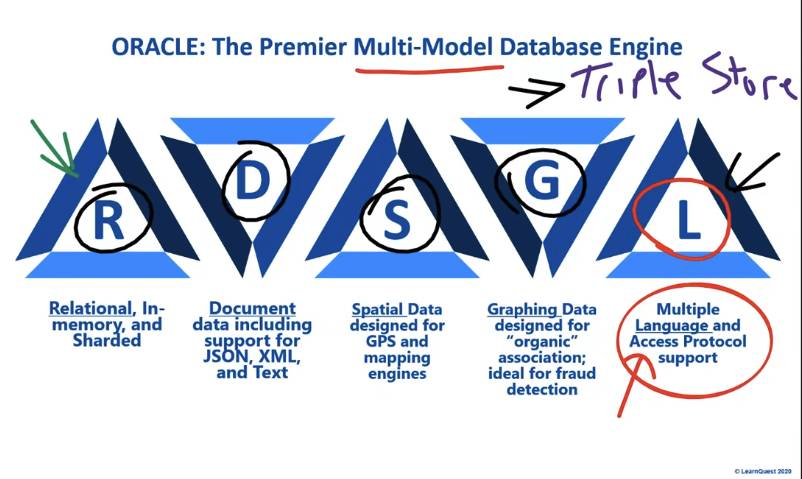 ORACLE: The Premier Multi-Model Database Engine
Triple Store
R
D
S
G
L
Relational, In-
memory, and
Sharded
Document
data including
support for
JSON, XML,
and Text
Spatial Data
designed for
GPS and
mapping
engines
Graphing Data
designed for
“organic”
association;
ideal for fraud
detection
Multiple
Language and
Access Protocol
support
© LearnQuest 2020